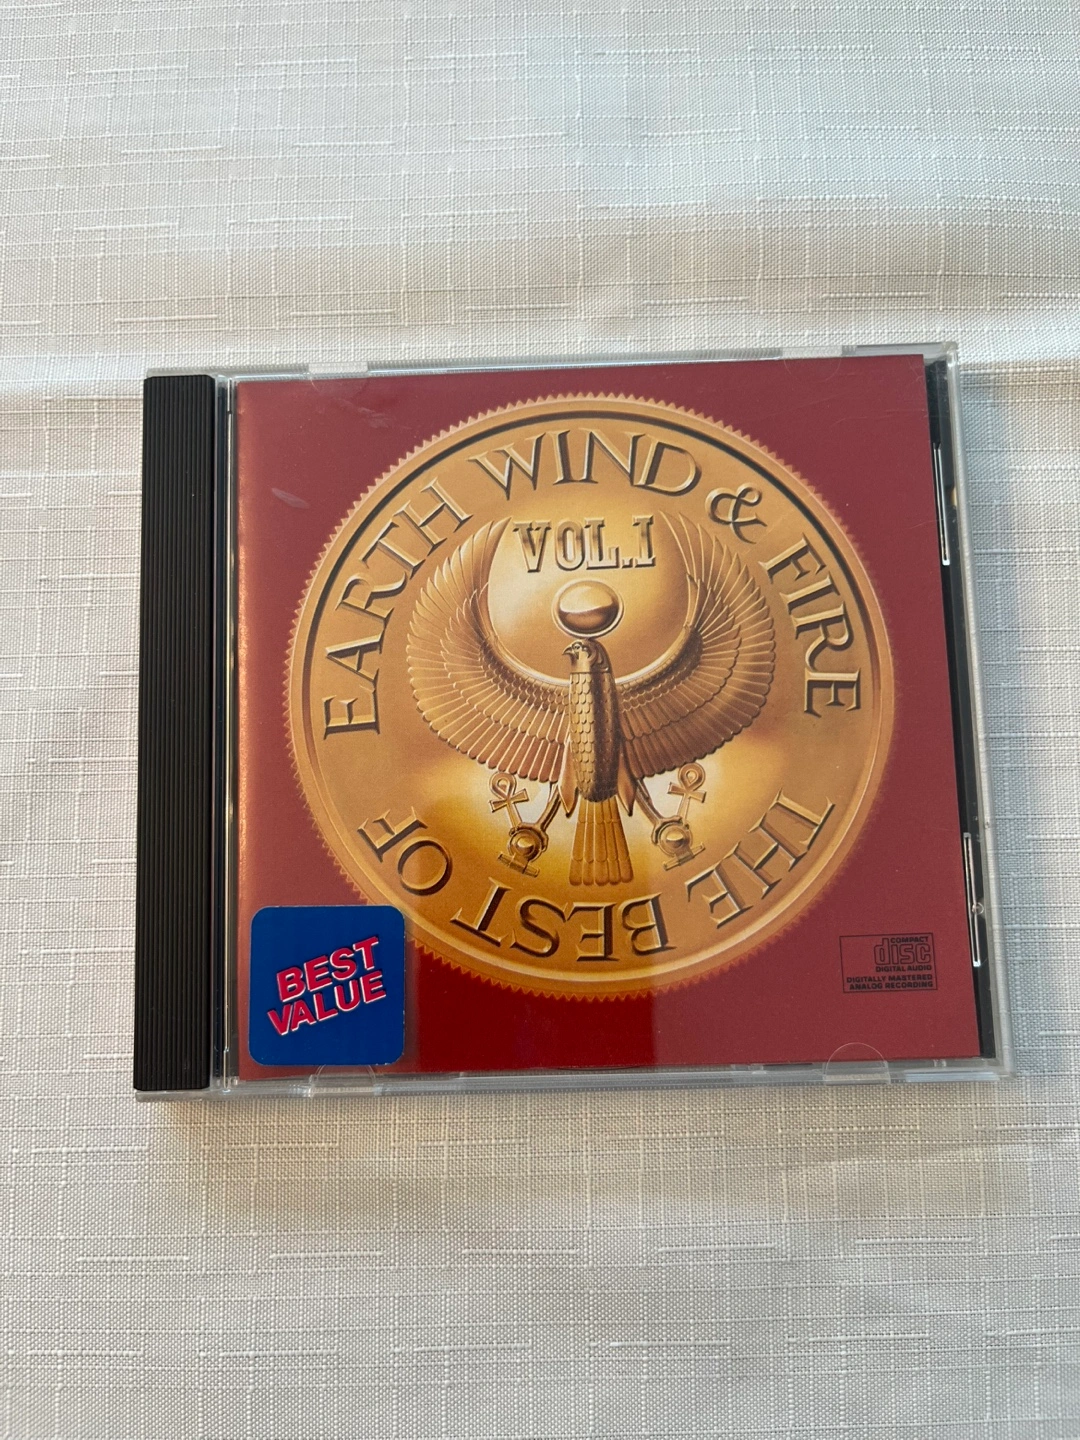 EARTH WIND & FIRE
VOL.I
THE BEST OF
BEST
VALUE
COMPACT
disc
DIGITAL AUDIO
DIGITALLY MASTERED
ANALOG RECORDING